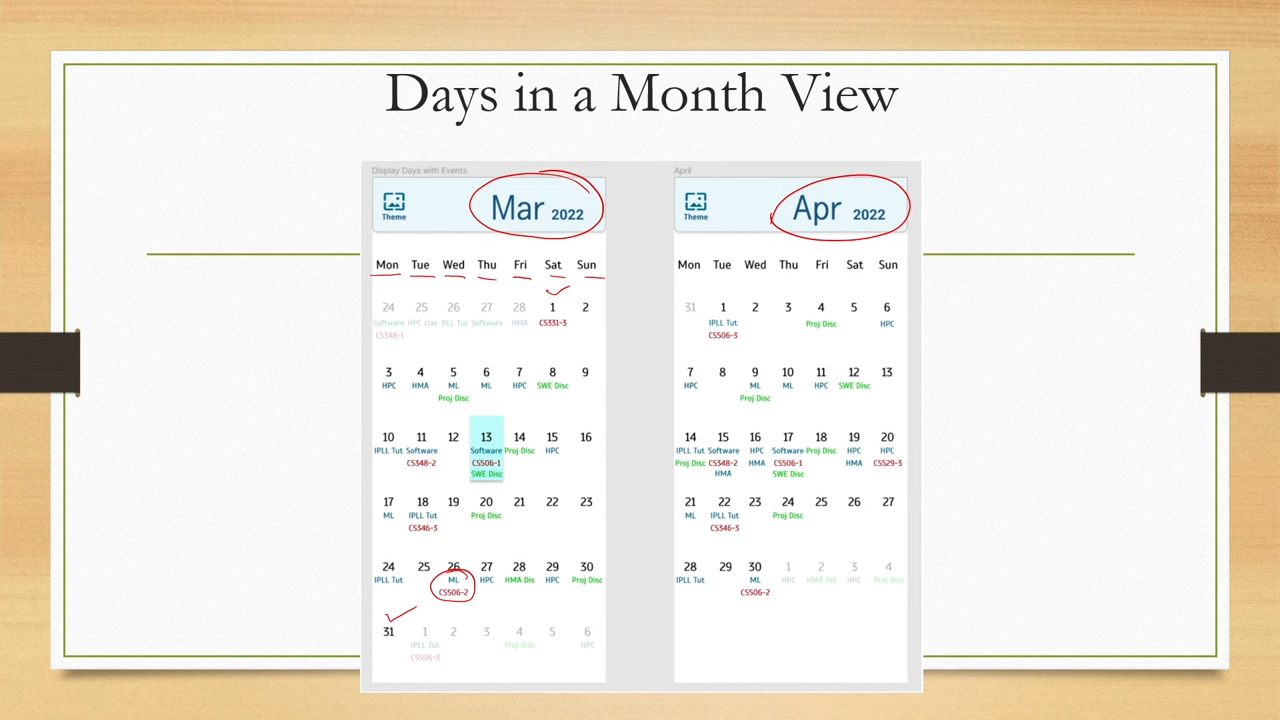 Days in a Month View
Display Days with Events
Theme
Mar 2022
Mon Tue Wed Thu Fri Sat Sun
24 25 26 27 28 1 2
Software HPC clas PLL Tut Software HMA CS331-3
CS348-1
3 4 5 6 7 8 9
HPC HMA ML ML HPC SWE Disc
Proj Disc
10 11 12 13 14 15 16
IPLL Tut Software Software Proj Disc HPC
CS348-2 CS506-1
SWE Disc
17 18 19 20 21 22 23
ML IPLL Tut Proj Disc
CS346-3
24 25 26 27 28 29 30
IPLL Tut ML HPC HMA Dis HPC Proj Disc
CS506-2
31 1 2 3 4 5 6
IPLL Tut Proj Disc HPC
CS506-3
April
Theme
Apr 2022
Mon Tue Wed Thu Fri Sat Sun
31 1 2 3 4 5 6
IPLL Tut Proj Disc HPC
CS506-3
7 8 9 10 11 12 13
HPC ML ML HPC SWE Disc
Proj Disc
14 15 16 17 18 19 20
IPLL Tut Software HPC Software Proj Disc HPC HPC
Proj Disc CS348-2 HMA CS506-1 HMA CS529-3
HMA SWE Disc
21 22 23 24 25 26 27
ML IPLL Tut Proj Disc
CS346-3
28 29 30 1 2 3 4
IPLL Tut ML HPC HMA Dis HPC Proj Disc
CS506-2